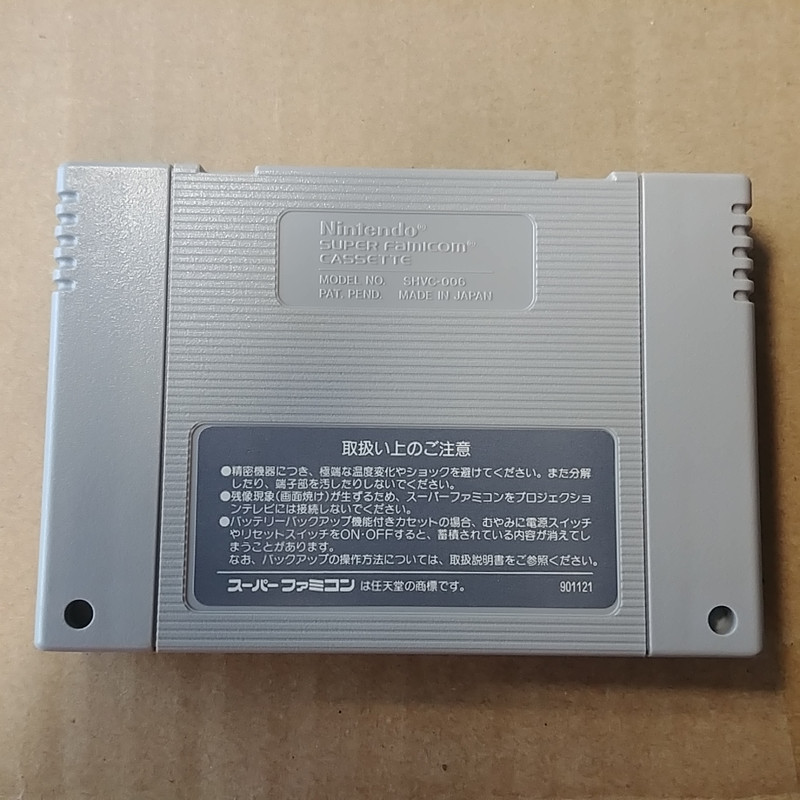 Nintendo®
SUPER FAMICOM®
CASSETTE
MODEL NO. SHVC-006
PAT. PEND. MADE IN JAPAN
取扱い上のご注意
●精密機器につき、極端な温度変化やショックを避けてください。また分解
したり、端子部を汚したりしないでください。
●残像現象(画面焼け)が生ずるため、スーパーファミコンをプロジェクショ
ンテレビには接続しないでください。
●バッテリーバックアップ機能付きカセットの場合、むやみに電源スイッチ
やリセットスイッチをON・OFFすると、蓄積されている内容が消えてし
まうことがあります。
なお、バックアップの操作方法については、取扱説明書をご参照ください。
スーパーファミコン は任天堂の商標です。 901121